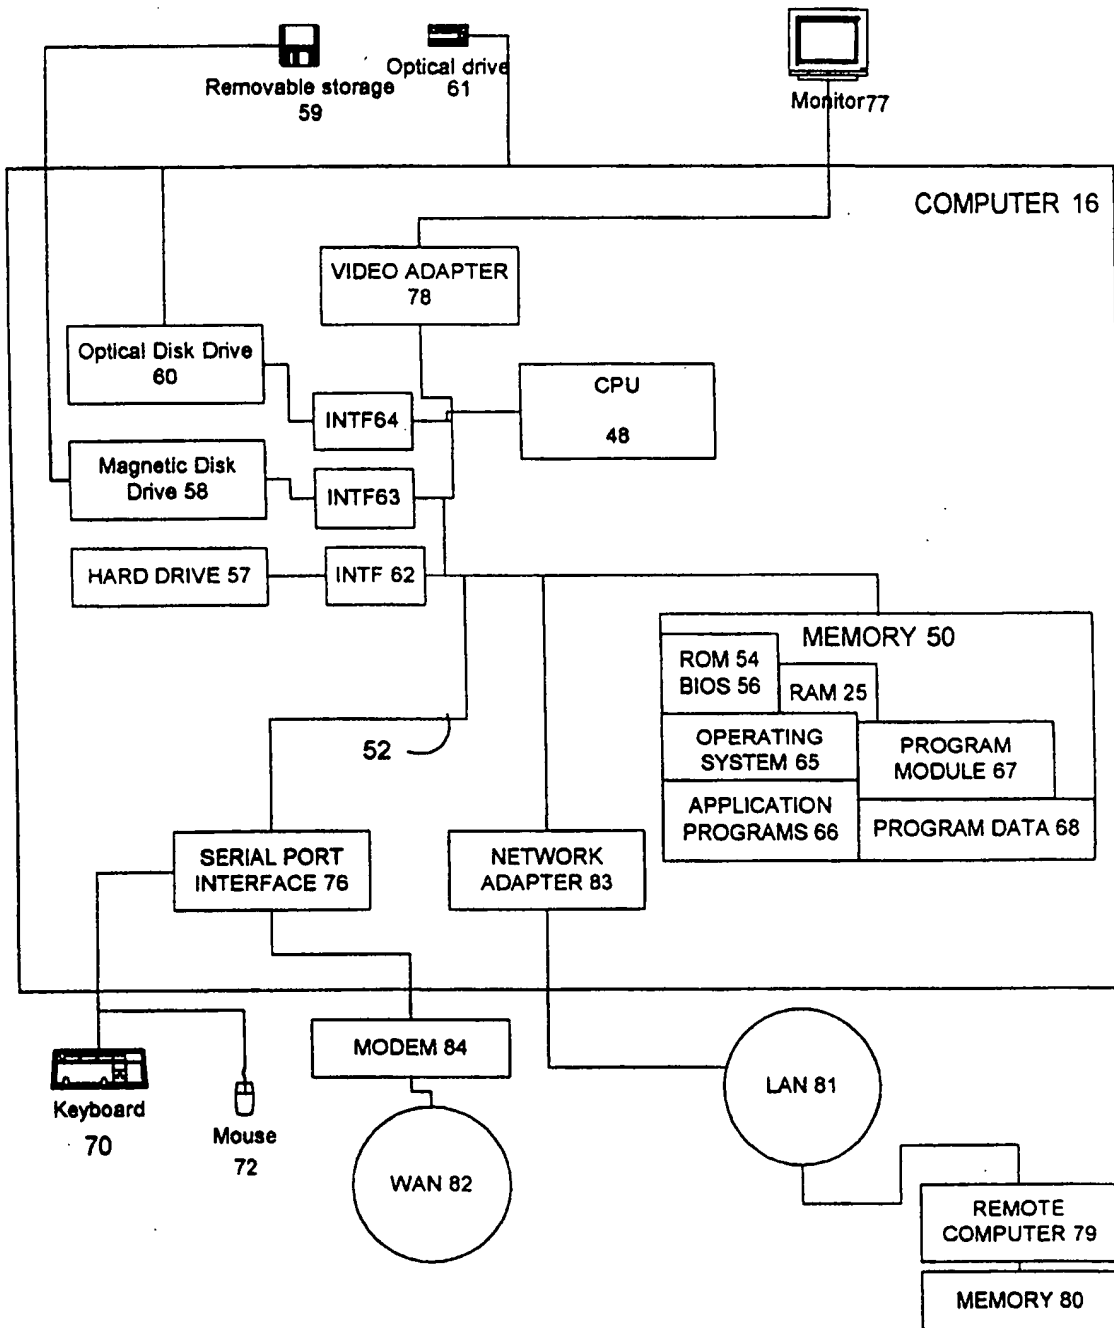 Removable storage
59
Optical drive
61
Monitor77
COMPUTER 16
VIDEO ADAPTER
78
Optical Disk Drive
60
CPU
48
INTF64
Magnetic Disk
Drive 58
INTF63
HARD DRIVE 57
INTF 62
MEMORY 50
ROM 54
BIOS 56
RAM 25
OPERATING
SYSTEM 65
PROGRAM
MODULE 67
APPLICATION
PROGRAMS 66
PROGRAM DATA 68
52
SERIAL PORT
INTERFACE 76
NETWORK
ADAPTER 83
MODEM 84
LAN 81
Keyboard
70
Mouse
72
WAN 82
REMOTE
COMPUTER 79
MEMORY 80